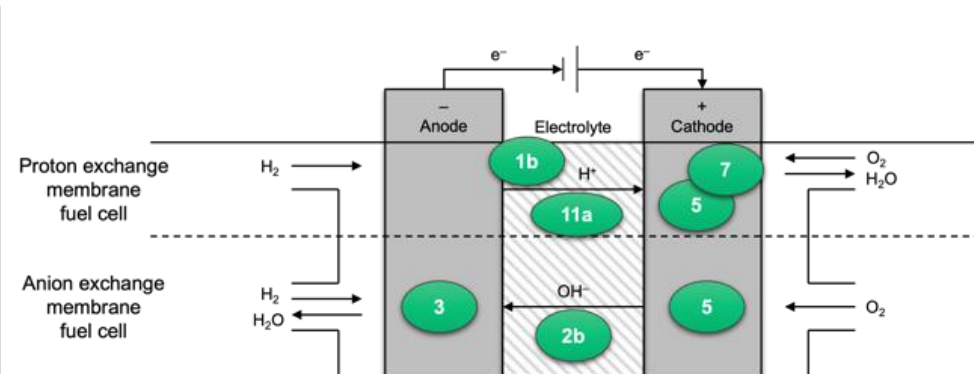 e⁻ e⁻
– +
Anode Electrolyte Cathode
Proton exchange
membrane
fuel cell
H₂
1b
H⁺
11a
7
5
O₂
H₂O
Anion exchange
membrane
fuel cell
H₂
H₂O
3
OH⁻
2b
5
O₂